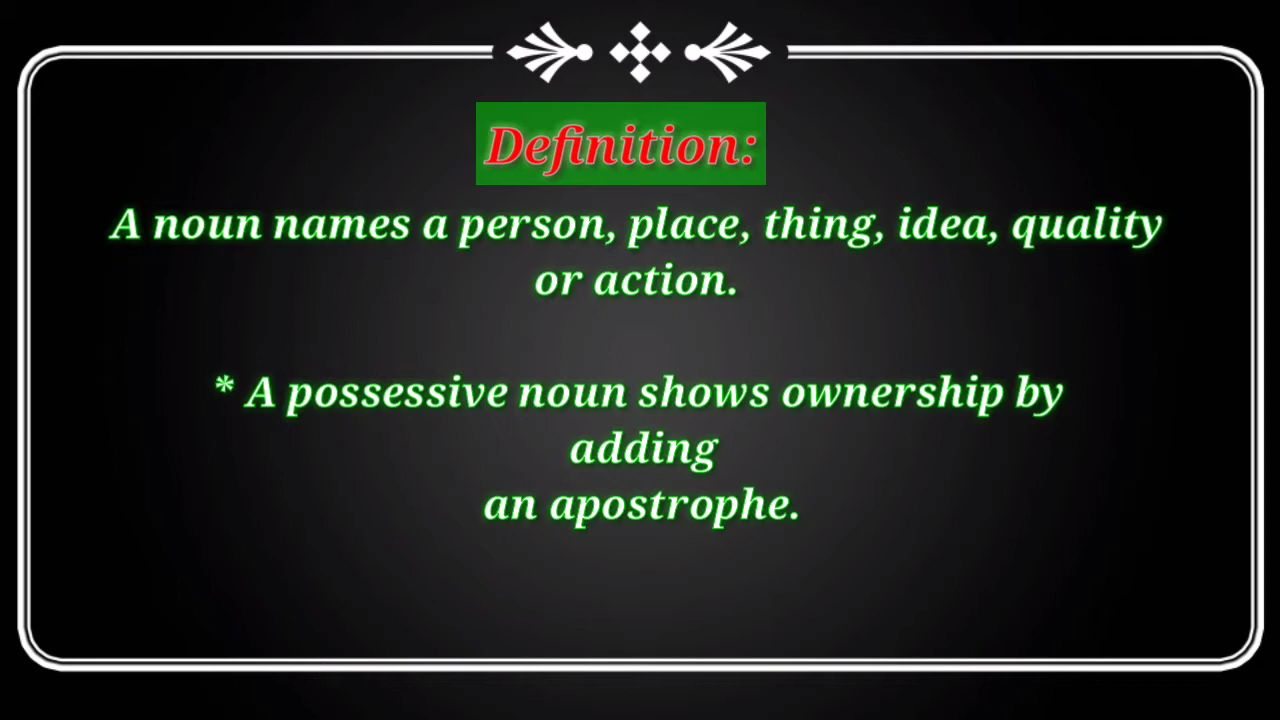 Definition:
A noun names a person, place, thing, idea, quality
or action.
* A possessive noun shows ownership by
adding
an apostrophe.